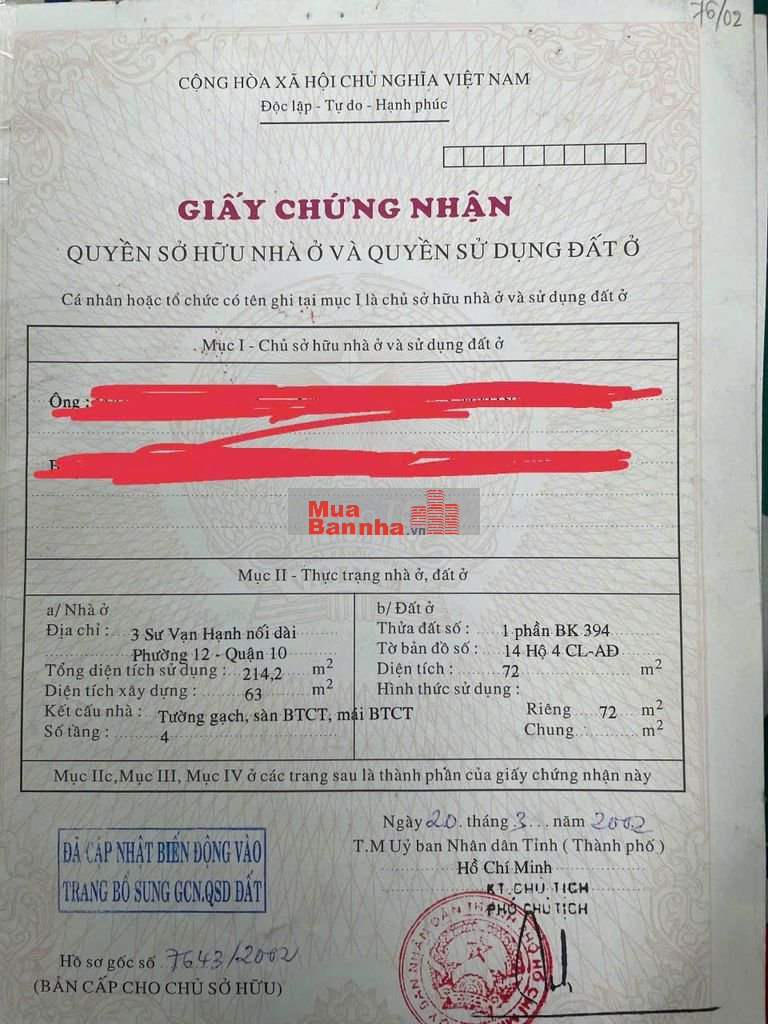 76/02
CỘNG HÒA XÃ HỘI CHỦ NGHĨA VIỆT NAM
Độc lập - Tự do - Hạnh phúc
GIẤY CHỨNG NHẬN
QUYỀN SỞ HỮU NHÀ Ở VÀ QUYỀN SỬ DỤNG ĐẤT Ở
Cá nhân hoặc tổ chức có tên ghi tại mục I là chủ sở hữu nhà ở và sử dụng đất ở
Mục I - Chủ sở hữu nhà ở và sử dụng đất ở
Ông :
Mua
Bannha.vn
Mục II - Thực trạng nhà ở, đất ở
a/ Nhà ở
Địa chỉ : 3 Sư Vạn Hạnh nối dài
Phường 12 - Quận 10
Tổng diện tích sử dụng : 214,2 m2
Diện tích xây dựng : 63 m2
Kết cấu nhà : Tường gạch, sàn BTCT, mái BTCT
Số tầng : 4
b/ Đất ở
Thửa đất số : 1 phần BK 394
Tờ bản đồ số : 14 Hộ 4 CL-AĐ
Diện tích : 72 m2
Hình thức sử dụng :
Riêng 72 m2
Chung m2
Mục IIc, Mục III, Mục IV ở các trang sau là thành phần của giấy chứng nhận này
Ngày 20 tháng 3 năm 2002
T.M Uỷ ban Nhân dân Tỉnh ( Thành phố )
Hồ Chí Minh
KT. CHỦ TỊCH
PHÓ CHỦ TỊCH
ĐÃ CẬP NHẬT BIẾN ĐỘNG VÀO
TRANG BỔ SUNG GCN.QSD ĐẤT
Hồ sơ gốc số 7643/2002
(BẢN CẤP CHO CHỦ SỞ HỮU)